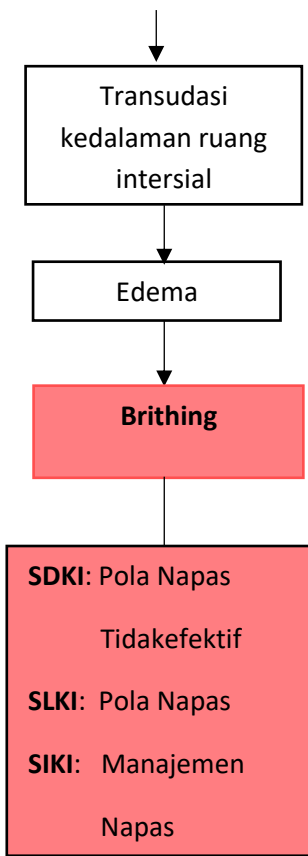 Transudasi
kedalaman ruang
intersial
Edema
Brithing
SDKI: Pola Napas
Tidakefektif
SLKI: Pola Napas
SIKI: Manajemen
Napas